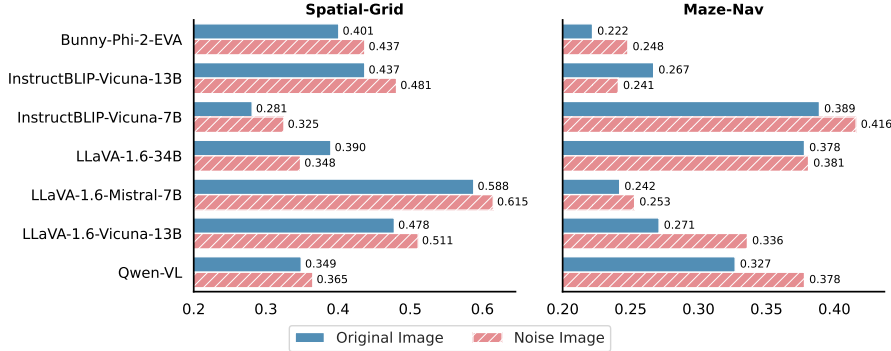 Spatial-Grid
Bunny-Phi-2-EVA
InstructBLIP-Vicuna-13B
InstructBLIP-Vicuna-7B
LLaVA-1.6-34B
LLaVA-1.6-Mistral-7B
LLaVA-1.6-Vicuna-13B
Qwen-VL
0.401
0.437
0.437
0.481
0.281
0.325
0.390
0.348
0.588
0.615
0.478
0.511
0.349
0.365
0.2 0.3 0.4 0.5 0.6
Maze-Nav
0.222
0.248
0.267
0.241
0.389
0.416
0.378
0.381
0.242
0.253
0.271
0.336
0.327
0.378
0.20 0.25 0.30 0.35 0.40
Original Image Noise Image